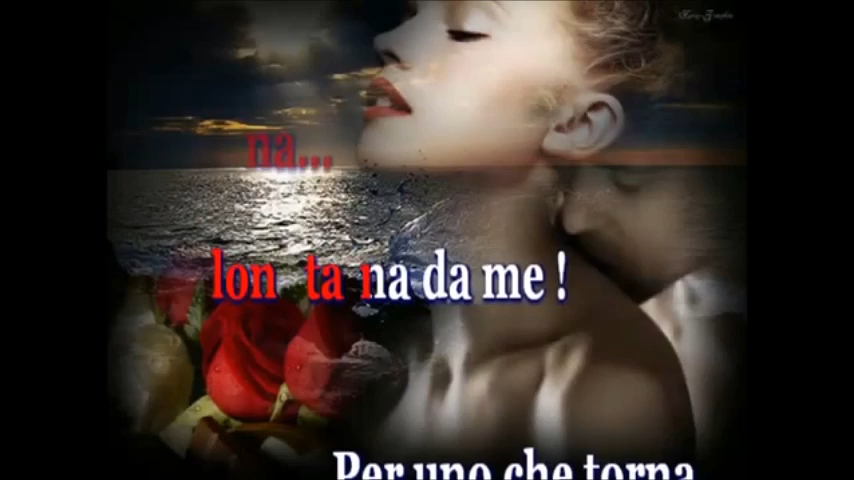 na...
lon ta na da me !
Per uno che torna